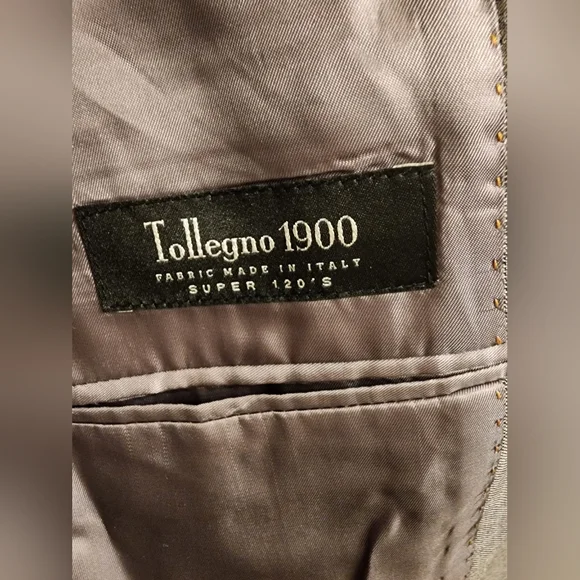 Tollegno 1900
FABRIC MADE IN ITALY
SUPER 120'S